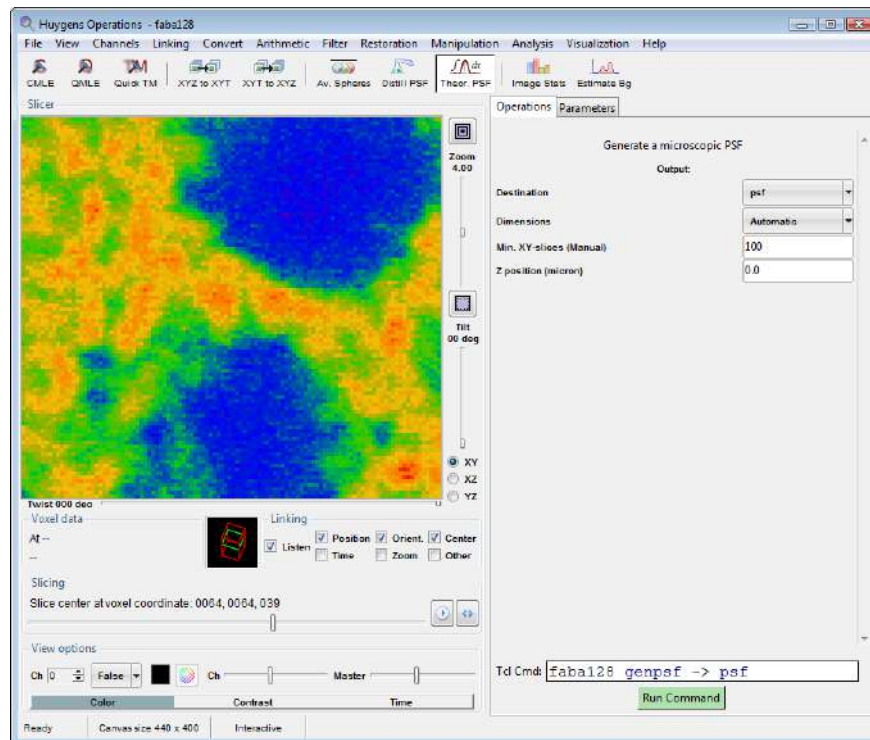 Huygens Operations - faba128
File View Channels Linking Convert Arithmetic Filter Restoration Manipulation Analysis Visualization Help
CMLE QMLE Quick TM XYZ to XYT XYT to XYZ Av. Spheres Distill PSF Theor. PSF Image Stats Estimate Bg
Slicer
Zoom
4.00
Tilt
00 deg
XY
XZ
YZ
Twist 000 deg
Voxel data
At --
--
Linking
Listen
Position Orient. Center
Time Zoom Other
Slicing
Slice center at voxel coordinate: 0064, 0064, 039
View options
Ch 0 False Ch Master
Color Contrast Time
Operations Parameters
Generate a microscopic PSF
Output:
Destination psf
Dimensions Automatic
Min. XY-slices (Manual) 100
Z position (micron) 0.0
Tcl Cmd: faba128 genpsf -> psf
Run Command
Ready Canvas size 440 x 400 Interactive